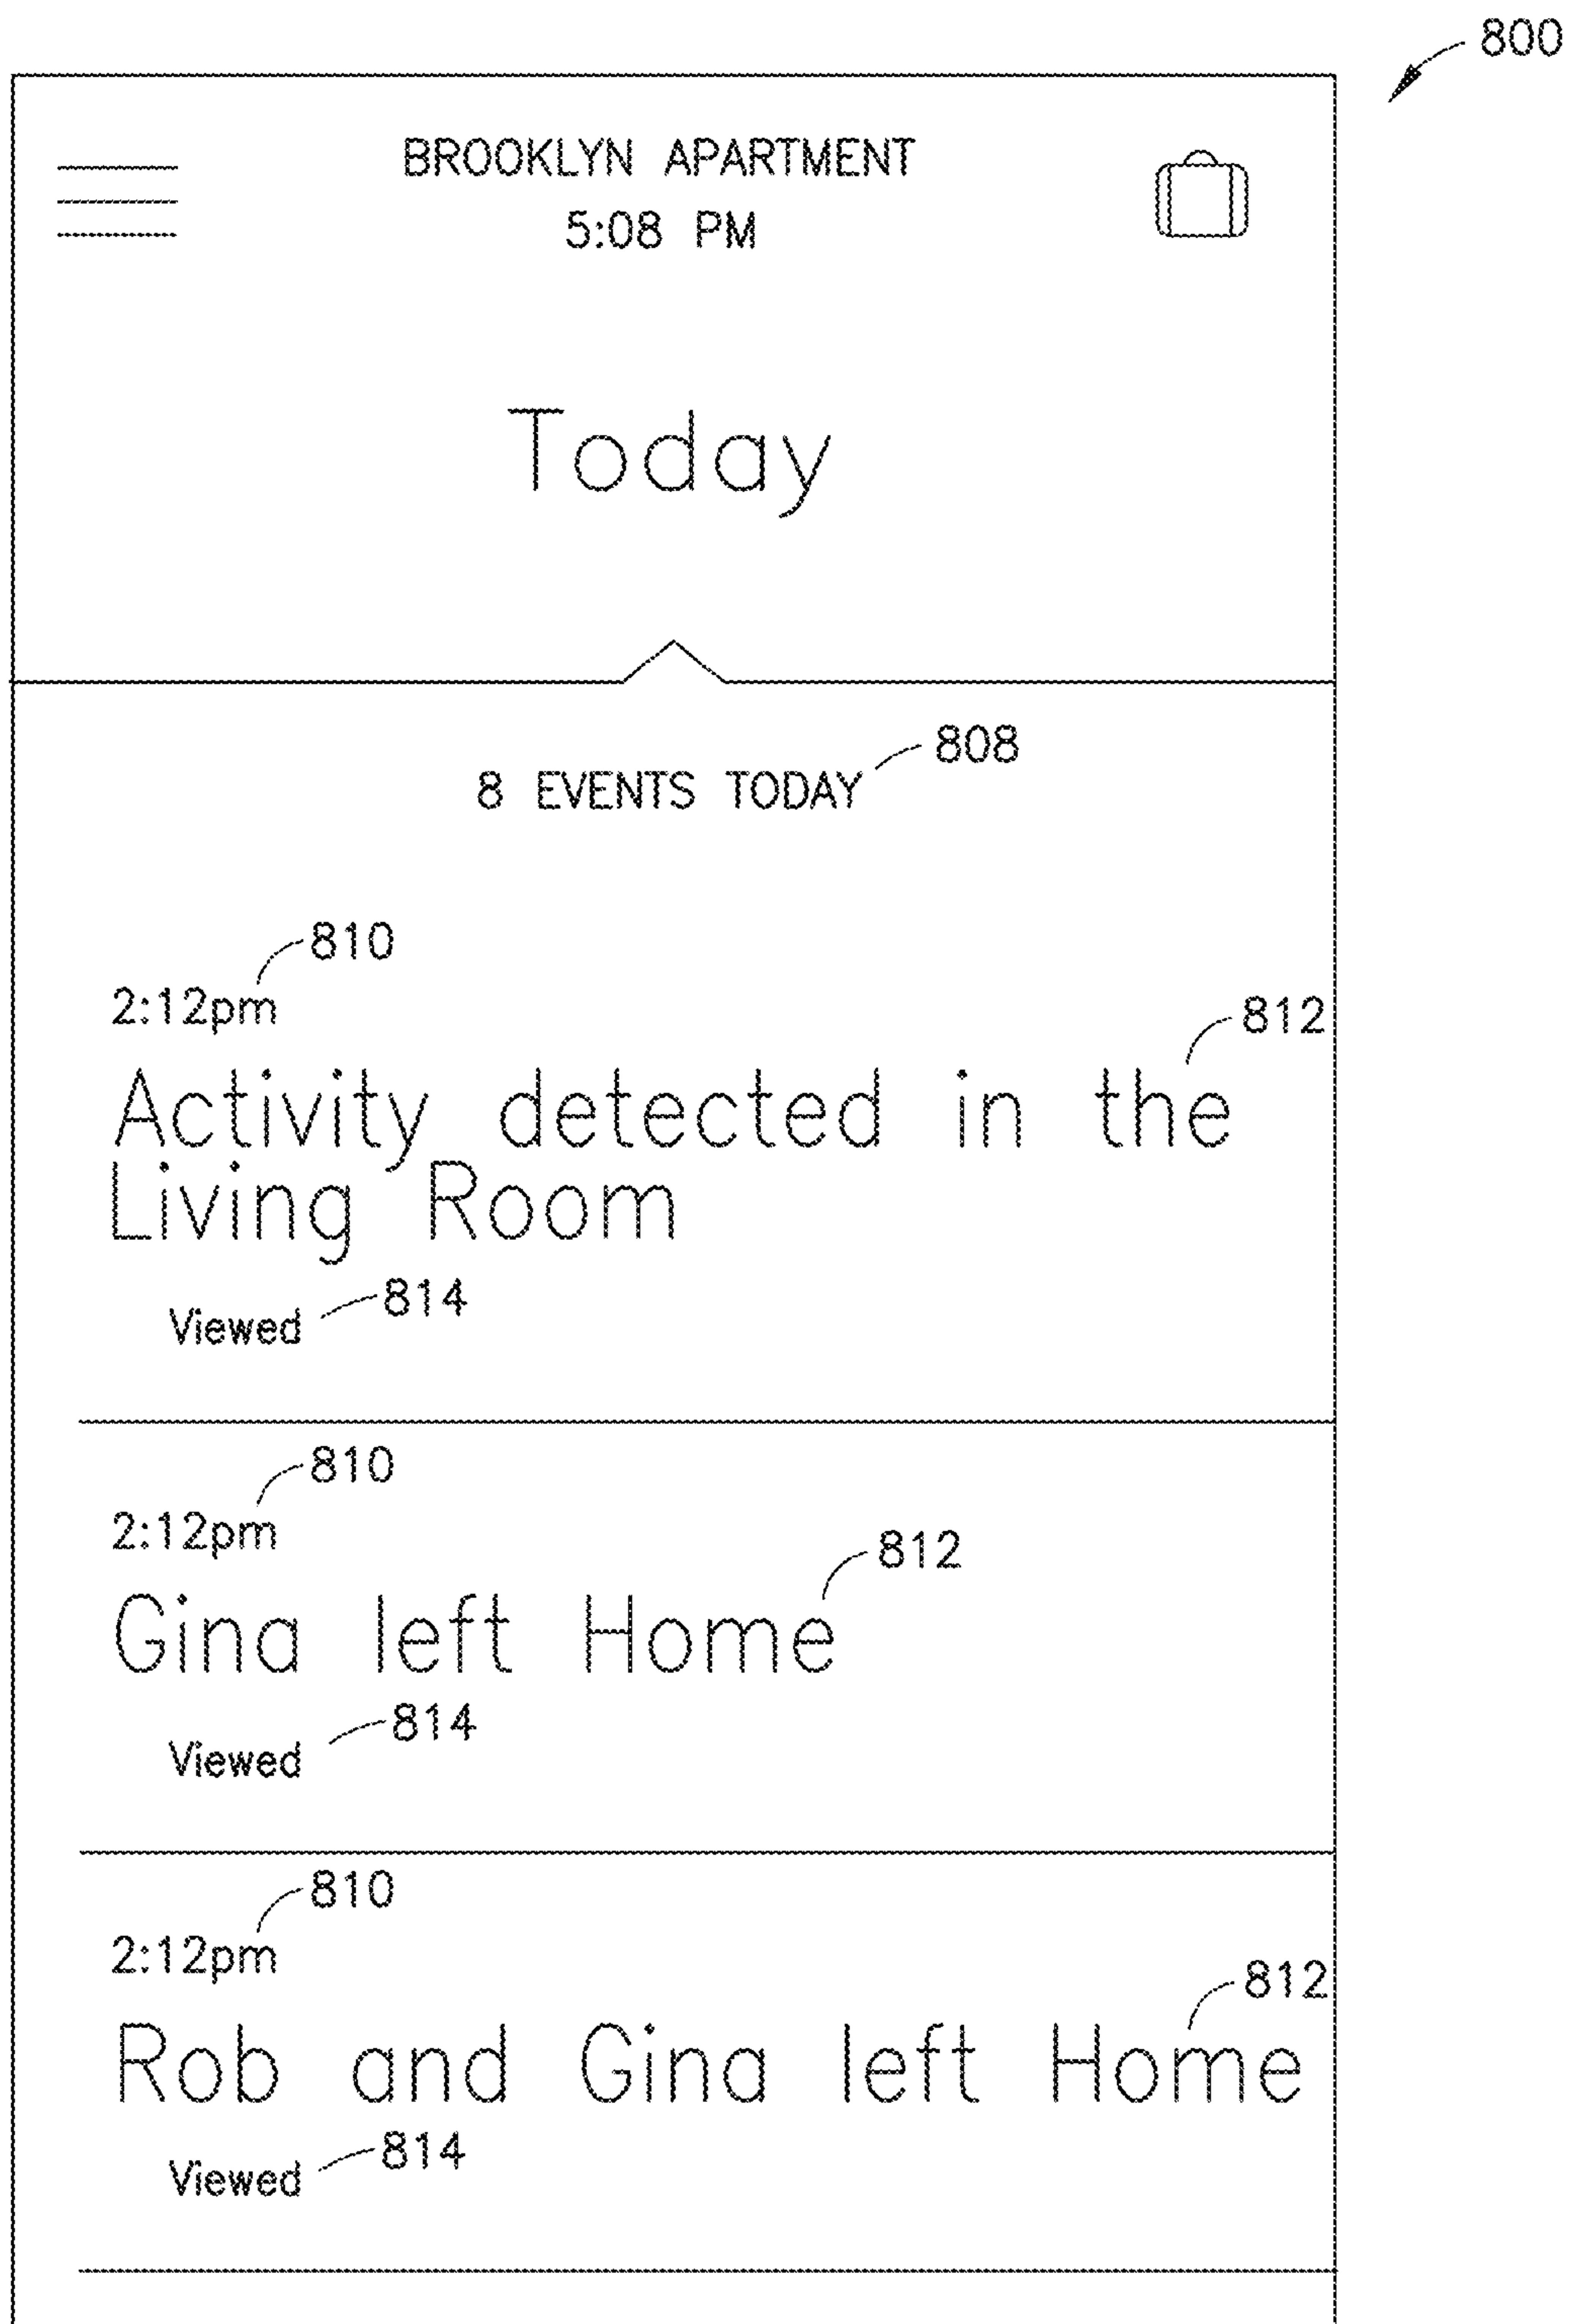 800
BROOKLYN APARTMENT
5:08 PM
Today
808
8 EVENTS TODAY
810
2:12pm
812
Activity detected in the
Living Room
814
Viewed
810
2:12pm
812
Gina left Home
814
Viewed
810
2:12pm
812
Rob and Gina left Home
814
Viewed